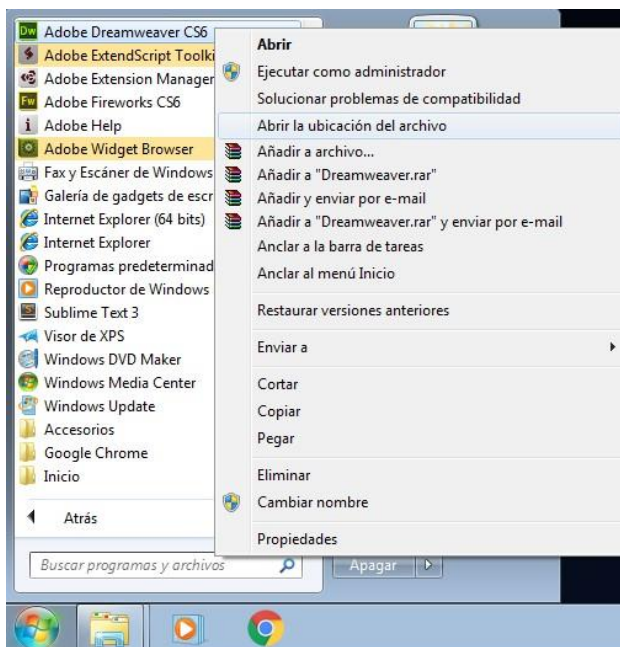 Adobe Dreamweaver CS6
Adobe ExtendScript Toolki
Adobe Extension Manager
Adobe Fireworks CS6
Adobe Help
Adobe Widget Browser
Fax y Escáner de Windows
Galería de gadgets de escr
Internet Explorer (64 bits)
Internet Explorer
Programas predeterminad
Reproductor de Windows
Sublime Text 3
Visor de XPS
Windows DVD Maker
Windows Media Center
Windows Update
Accesorios
Google Chrome
Inicio
Atrás
Buscar programas y archivos
Apagar
Abrir
Ejecutar como administrador
Solucionar problemas de compatibilidad
Abrir la ubicación del archivo
Añadir a archivo...
Añadir a "Dreamweaver.rar"
Añadir y enviar por e-mail
Añadir a "Dreamweaver.rar" y enviar por e-mail
Anclar a la barra de tareas
Anclar al menú Inicio
Restaurar versiones anteriores
Enviar a
Cortar
Copiar
Pegar
Eliminar
Cambiar nombre
Propiedades